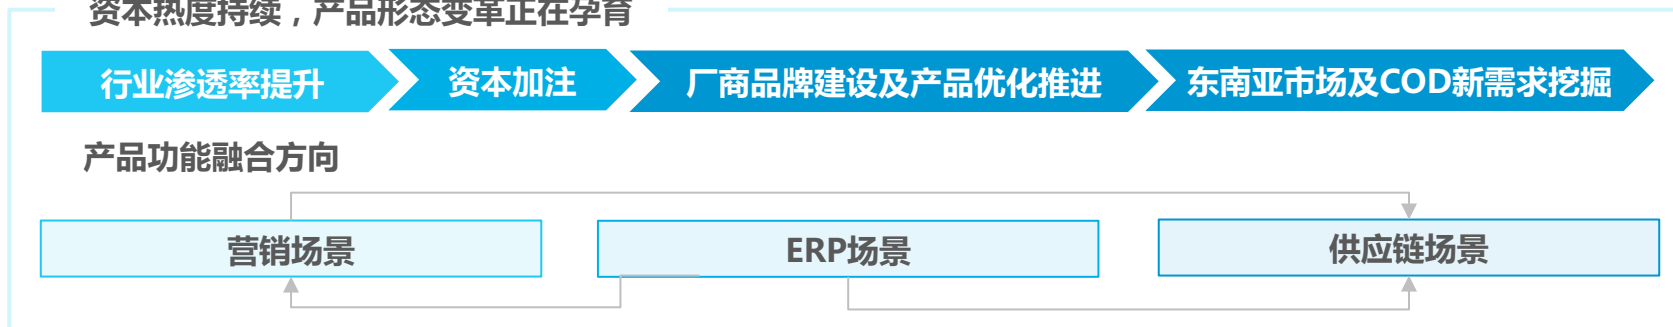 资本热度持续，产品形态变革正在孕育
行业渗透率提升
资本加注
厂商品牌建设及产品优化推进
东南亚市场及COD新需求挖掘
产品功能融合方向
营销场景
ERP场景
供应链场景